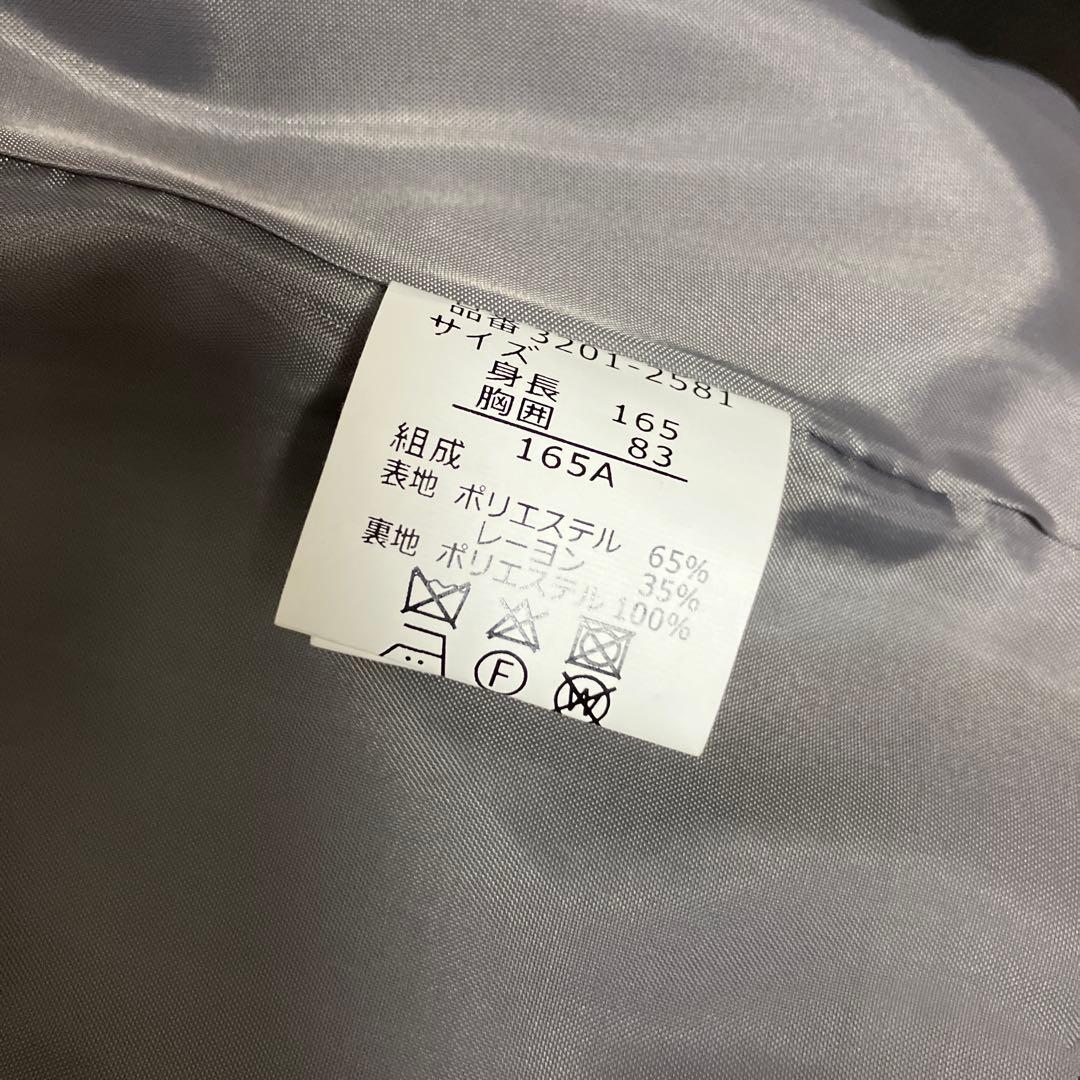 品番 3201-2581
サイズ
身長 165
胸囲 83
165A
組成
表地 ポリエステル 65%
レーヨン 35%
裏地 ポリエステル 100%
F
W